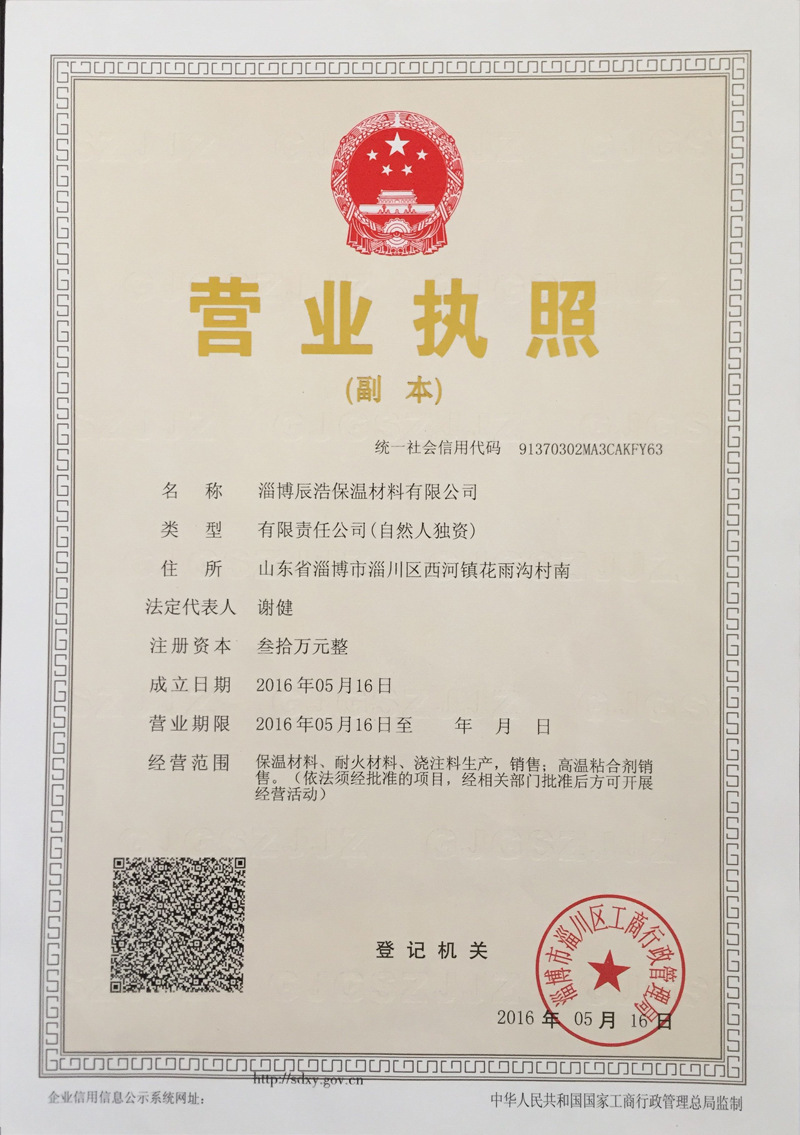 营业执照
(副 本)
统一社会信用代码 91370302MA3CAKFY63
名 称 淄博辰浩保温材料有限公司
类 型 有限责任公司(自然人独资)
住 所 山东省淄博市淄川区西河镇花雨沟村南
法定代表人 谢健
注册资本 叁拾万元整
成立日期 2016年05月16日
营业期限 2016年05月16日至 年 月 日
经营范围 保温材料、耐火材料、浇注料生产，销售；高温粘合剂销
售。（依法须经批准的项目，经相关部门批准后方可开展
经营活动）
登记机关
淄博市淄川区工商行政管理局
2016 年 05 月 16 日
http://sdxy.gov.cn
企业信用信息公示系统网址：
中华人民共和国国家工商行政管理总局监制